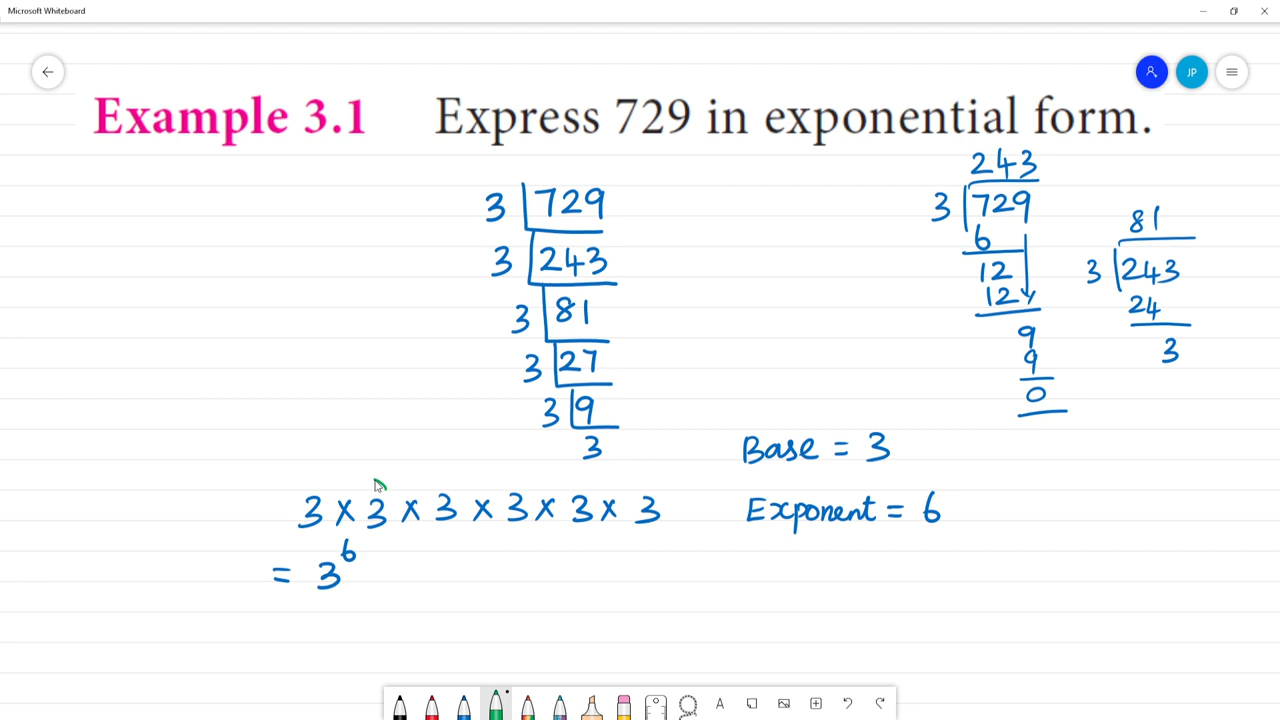 Microsoft Whiteboard
JP
Example 3.1 Express 729 in exponential form.
3 729
3 243
3 81
3 27
3 9
3
243
3 729
6
12
12
9
9
0
81
3 243
24
3
Base = 3
3 × 3 × 3 × 3 × 3 × 3
Exponent = 6
= 3⁶
A